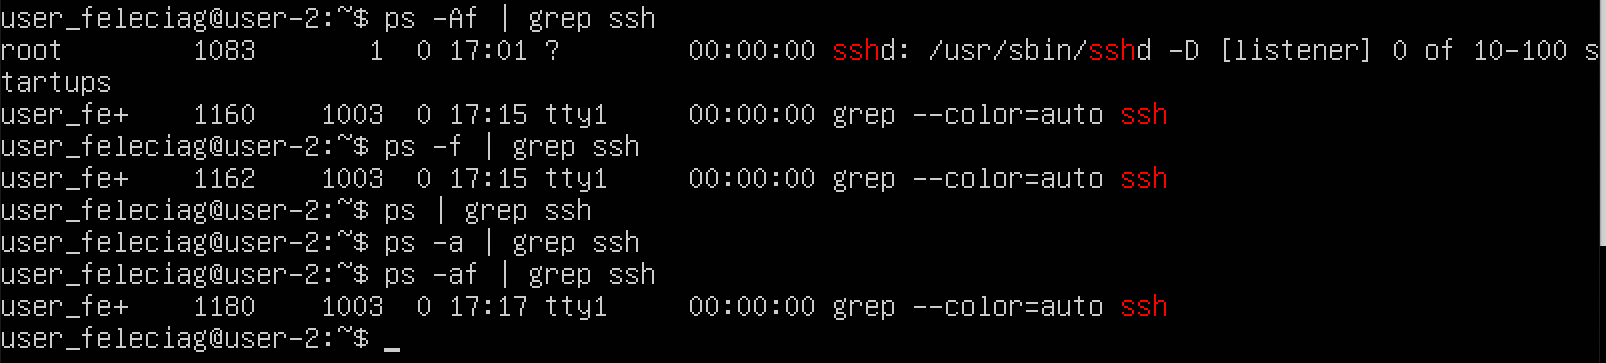 user_feleciag@user-2:~$ ps -Af | grep ssh
root        1083       1  0 17:01 ?        00:00:00 sshd: /usr/sbin/sshd -D [listener] 0 of 10-100 s
tartups
user_fe+    1160    1003  0 17:15 tty1     00:00:00 grep --color=auto ssh
user_feleciag@user-2:~$ ps -f | grep ssh
user_fe+    1162    1003  0 17:15 tty1     00:00:00 grep --color=auto ssh
user_feleciag@user-2:~$ ps | grep ssh
user_feleciag@user-2:~$ ps -a | grep ssh
user_feleciag@user-2:~$ ps -af | grep ssh
user_fe+    1180    1003  0 17:17 tty1     00:00:00 grep --color=auto ssh
user_feleciag@user-2:~$ _